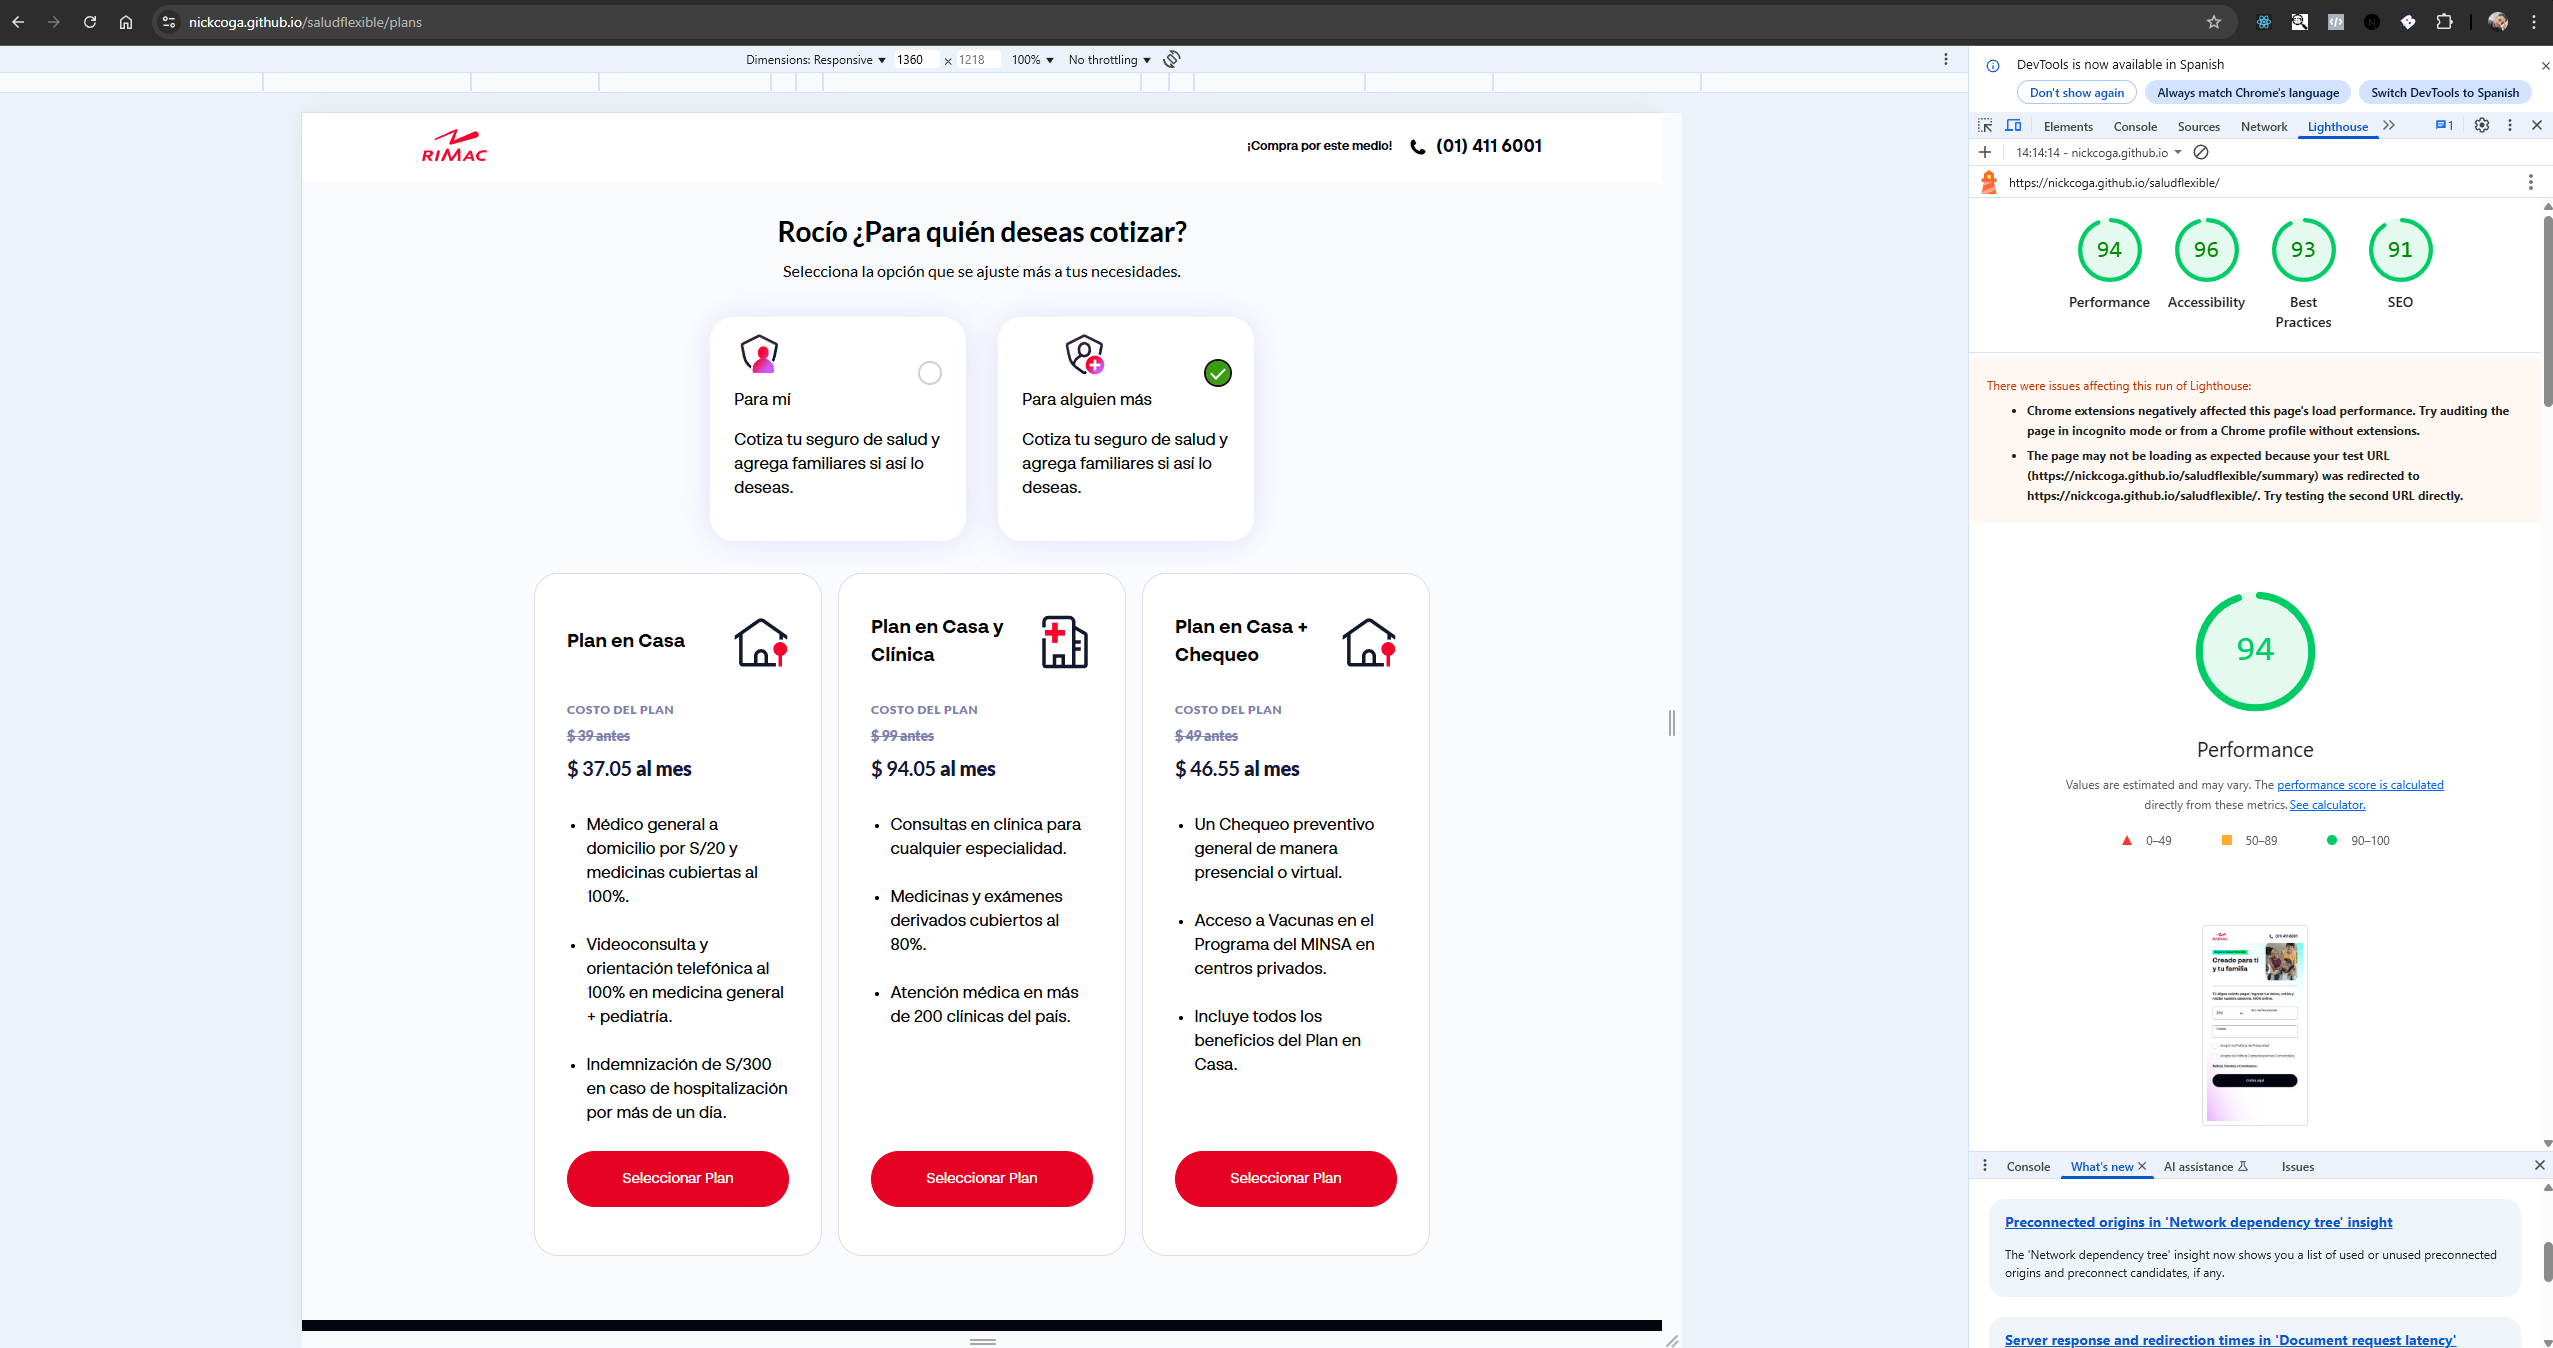 nickcoga.github.io/saludflexible/plans
Dimensions: Responsive ▼ 1360 × 1218 100% ▼ No throttling ▼
DevTools is now available in Spanish
Don't show again Always match Chrome's language Switch DevTools to Spanish
Elements Console Sources Network Lighthouse 1
14:14:14 - nickcoga.github.io
https://nickcoga.github.io/saludflexible/
RIMAC
¡Compra por este medio! (01) 411 6001
Rocío ¿Para quién deseas cotizar?
Selecciona la opción que se ajuste más a tus necesidades.
Para mí
Cotiza tu seguro de salud y
agrega familiares si así lo
deseas.
Para alguien más
Cotiza tu seguro de salud y
agrega familiares si así lo
deseas.
Plan en Casa
COSTO DEL PLAN
$ 39 antes
$ 37.05 al mes
• Médico general a
domicilio por S/20 y
medicinas cubiertas al
100%.
• Videoconsulta y
orientación telefónica al
100% en medicina general
+ pediatría.
• Indemnización de S/300
en caso de hospitalización
por más de un día.
Seleccionar Plan
Plan en Casa y
Clínica
COSTO DEL PLAN
$ 99 antes
$ 94.05 al mes
• Consultas en clínica para
cualquier especialidad.
• Medicinas y exámenes
derivados cubiertos al
80%.
• Atención médica en más
de 200 clínicas del país.
Seleccionar Plan
Plan en Casa +
Chequeo
COSTO DEL PLAN
$ 49 antes
$ 46.55 al mes
• Un Chequeo preventivo
general de manera
presencial o virtual.
• Acceso a Vacunas en el
Programa del MINSA en
centros privados.
• Incluye todos los
beneficios del Plan en
Casa.
Seleccionar Plan
94 96 93 91
Performance Accessibility Best
Practices SEO
There were issues affecting this run of Lighthouse:
• Chrome extensions negatively affected this page's load performance. Try auditing the
page in incognito mode or from a Chrome profile without extensions.
• The page may not be loading as expected because your test URL
(https://nickcoga.github.io/saludflexible/summary) was redirected to
https://nickcoga.github.io/saludflexible/. Try testing the second URL directly.
94
Performance
Values are estimated and may vary. The performance score is calculated
directly from these metrics. See calculator.
0–49 50–89 90–100
RIMAC (01) 411 6001
Creado para ti
y tu familia
Console What's new AI assistance Issues
Preconnected origins in 'Network dependency tree' insight
The 'Network dependency tree' insight now shows you a list of used or unused preconnected
origins and preconnect candidates, if any.
Server response and redirection times in 'Document request latency'